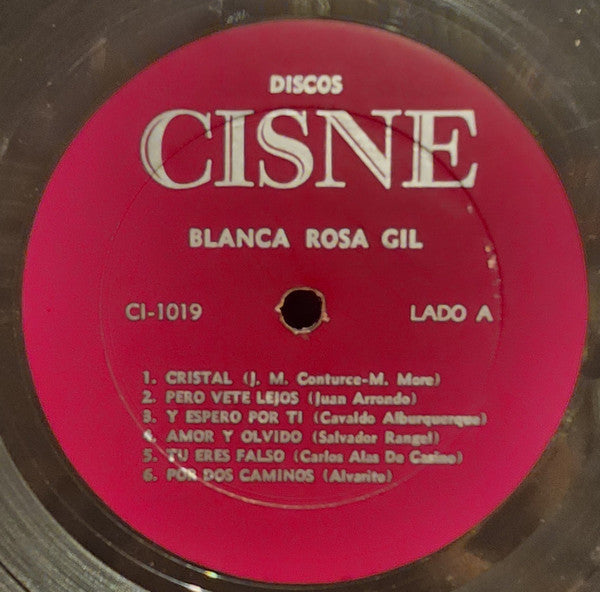 DISCOS
CISNE
BLANCA ROSA GIL
CI-1019
LADO A
1. CRISTAL (J. M. Conturce-M. More)
2. PERO VETE LEJOS (Juan Arrondo)
3. Y ESPERO POR TI (Cavaldo Alburquerque)
4. AMOR Y OLVIDO (Salvador Rangel)
5. TU ERES FALSO (Carlos Alas De Casino)
6. POR DOS CAMINOS (Alvarito)